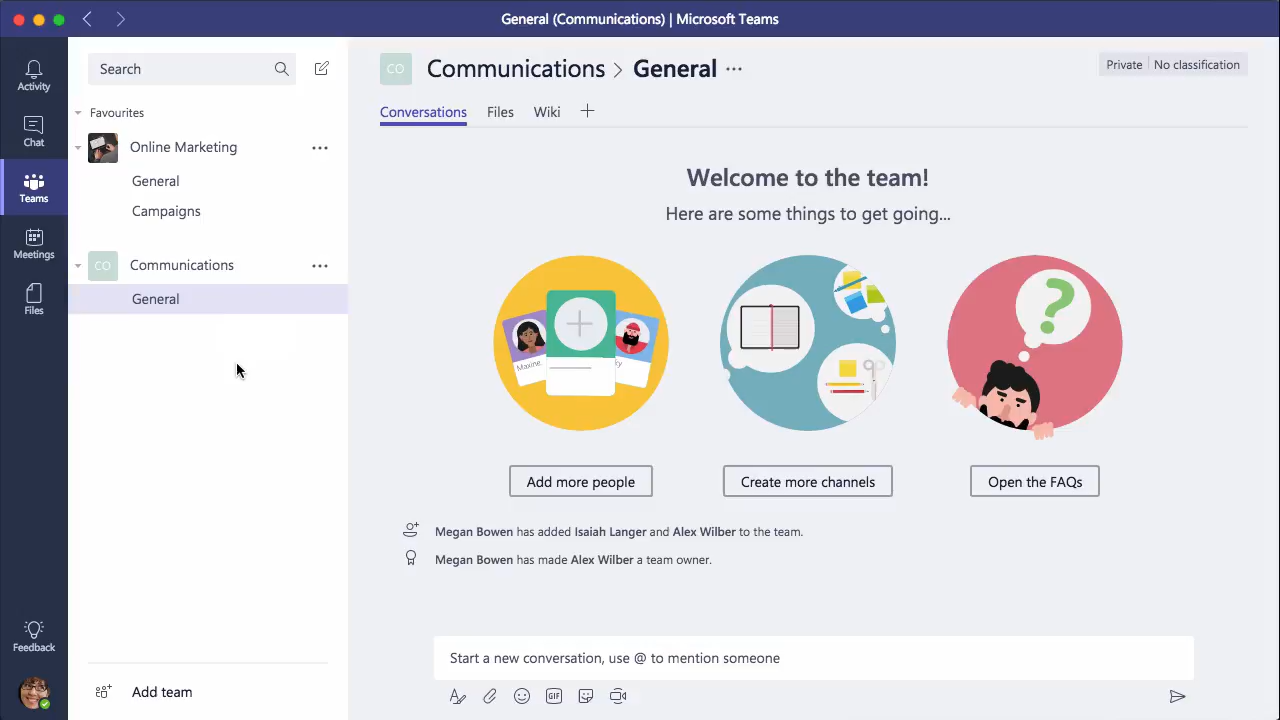 General (Communications) | Microsoft Teams
Activity
Chat
Teams
Meetings
Files
Feedback
Search
Favourites
Online Marketing
General
Campaigns
CO
Communications
General
Add team
CO
Communications > General
Private
No classification
Conversations
Files
Wiki
Welcome to the team!
Here are some things to get going...
Maxine
ky
?
Add more people
Create more channels
Open the FAQs
Megan Bowen has added Isaiah Langer and Alex Wilber to the team.
Megan Bowen has made Alex Wilber a team owner.
Start a new conversation, use @ to mention someone
GIF